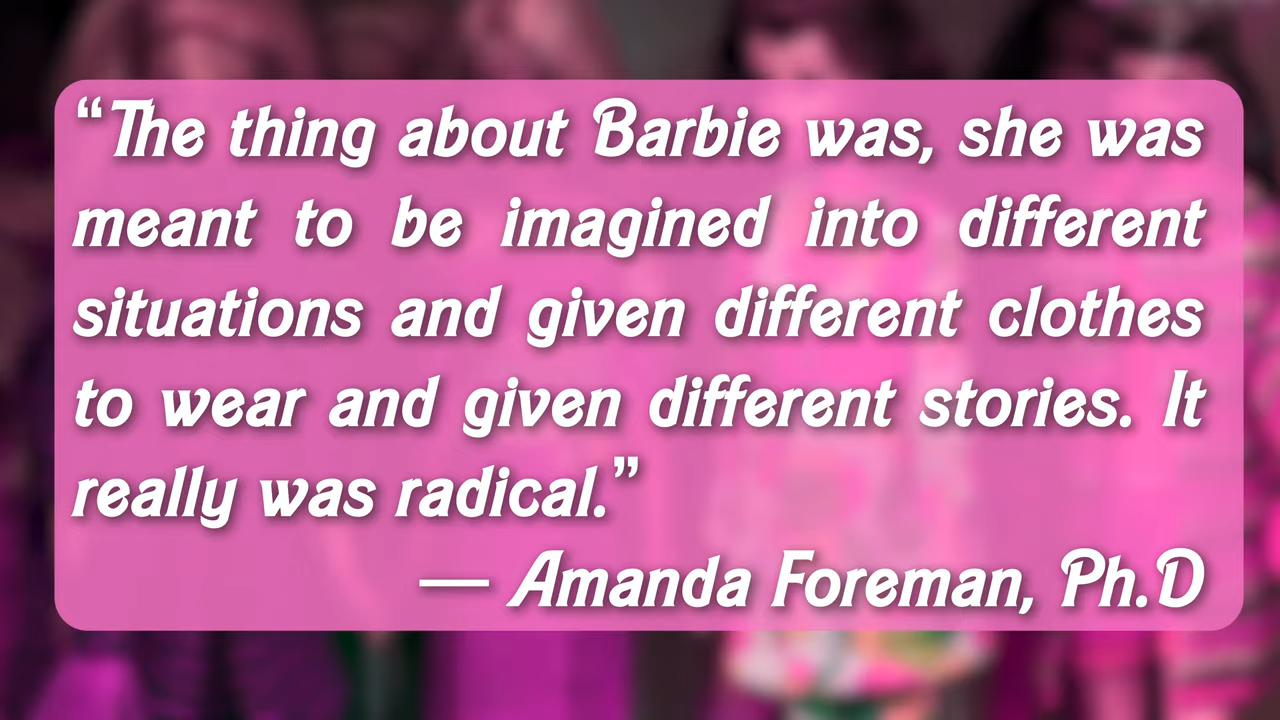 “The thing about Barbie was, she was
meant to be imagined into different
situations and given different clothes
to wear and given different stories. It
really was radical.”
— Amanda Foreman, Ph.D